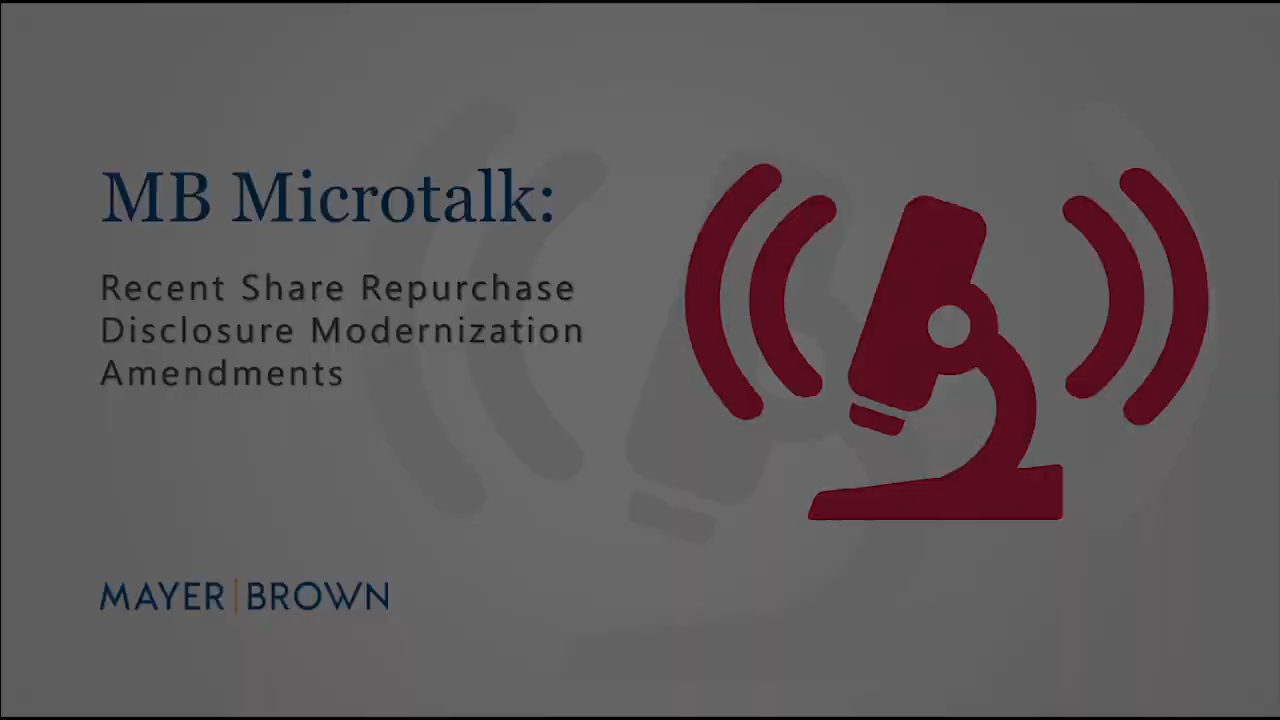 MB Microtalk:
Recent Share Repurchase
Disclosure Modernization
Amendments
MAYER|BROWN